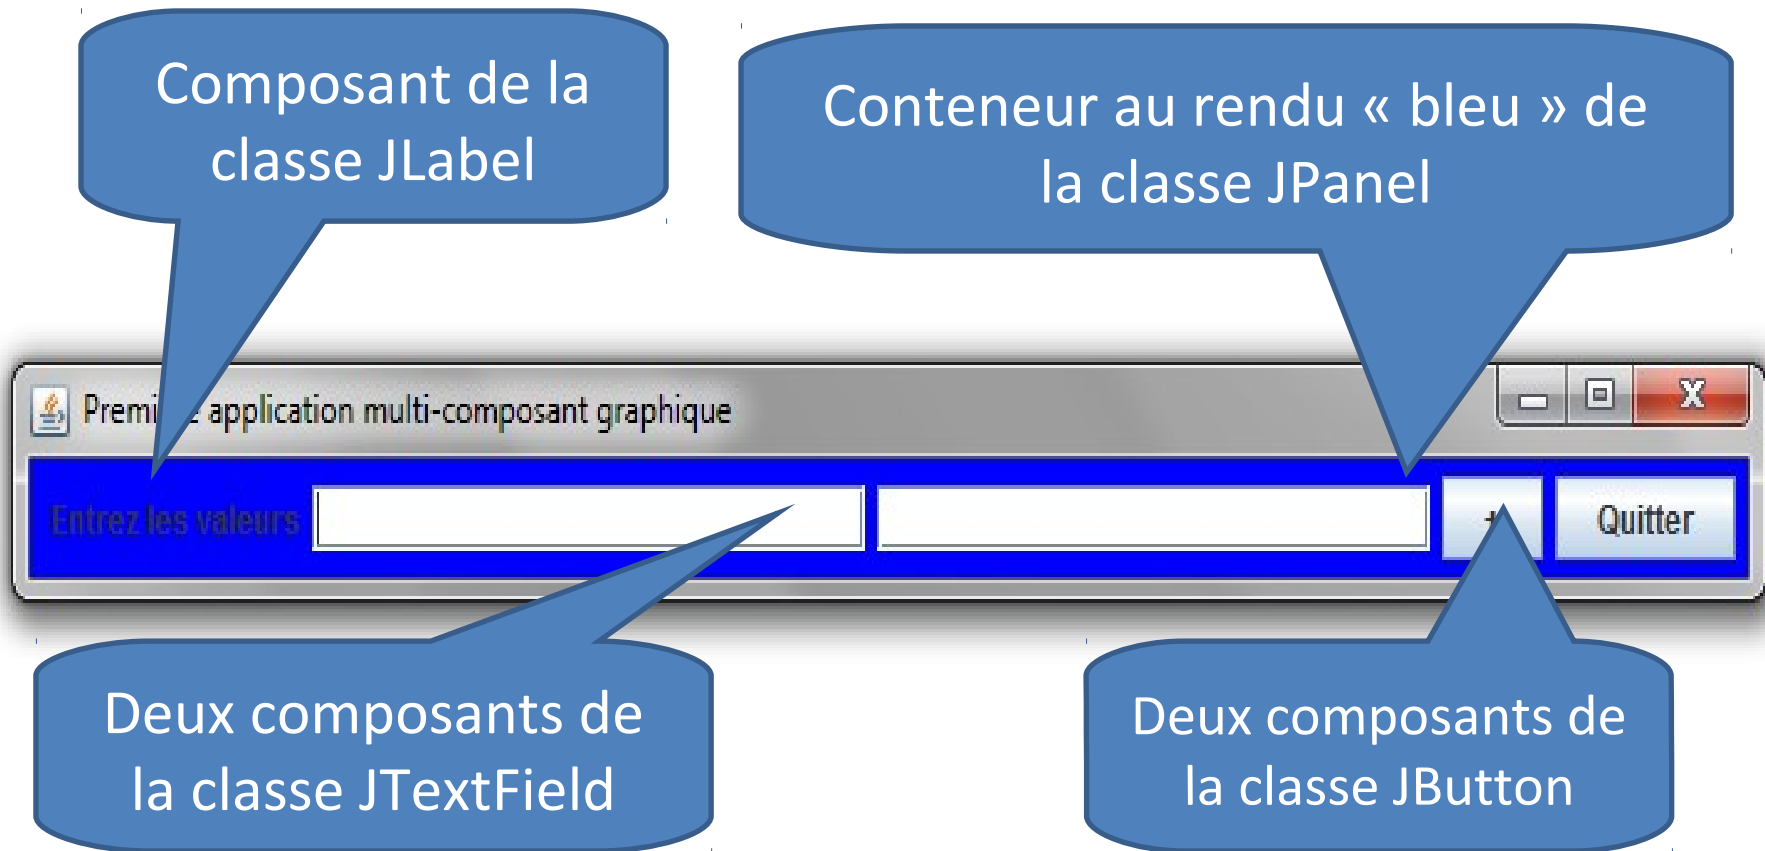 Composant de la
classe JLabel
Conteneur au rendu « bleu » de
la classe JPanel
application multi-composant graphique
X
Entrez les valeurs
Quitter
Deux composants de
la classe JTextField
Deux composants de
la classe JButton